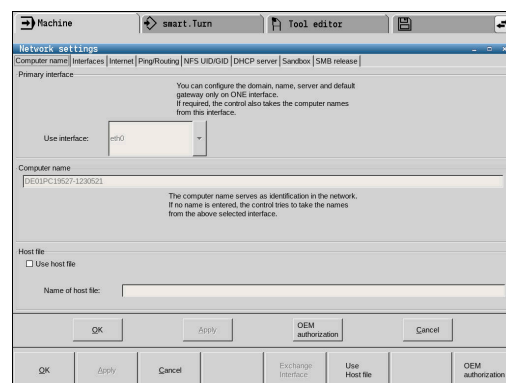 Machine
smart.Turn
Tool editor
Network settings
Computer name Interfaces Internet Ping/Routing NFS UID/GID DHCP server Sandbox SMB release
Primary interface
You can configure the domain, name, server and default
gateway only on ONE interface.
If required, the control also takes the computer names
from this interface.
Use interface:
eth0
Computer name
DE01PC19527-1230521
The computer name serves as identification in the network.
If no name is entered, the control tries to take the names
from the above selected interface.
Host file
Use host file
Name of host file:
OK
Apply
OEM
authorization
Cancel
OK
Apply
Cancel
Exchange
Interface
Use
Host file
OEM
authorization